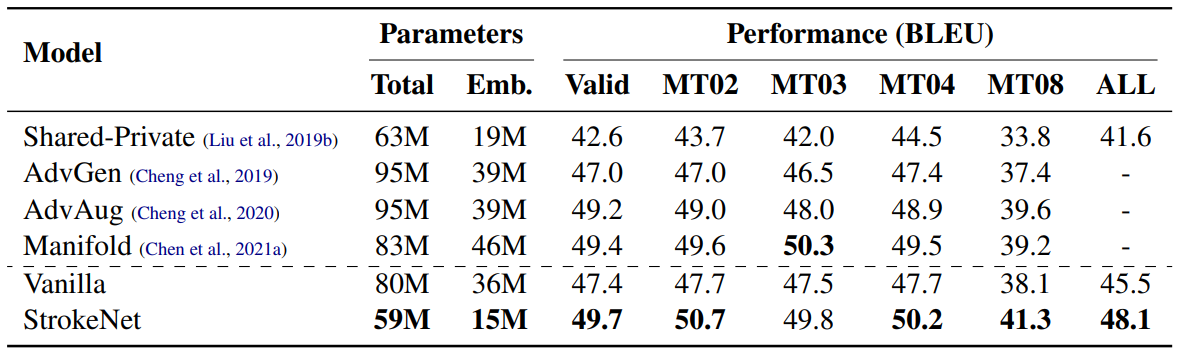 Model Parameters Performance (BLEU)
Total Emb. Valid MT02 MT03 MT04 MT08 ALL
Shared-Private (Liu et al., 2019b) 63M 19M 42.6 43.7 42.0 44.5 33.8 41.6
AdvGen (Cheng et al., 2019) 95M 39M 47.0 47.0 46.5 47.4 37.4 -
AdvAug (Cheng et al., 2020) 95M 39M 49.2 49.0 48.0 48.9 39.6 -
Manifold (Chen et al., 2021a) 83M 46M 49.4 49.6 50.3 49.5 39.2 -
Vanilla 80M 36M 47.4 47.7 47.5 47.7 38.1 45.5
StrokeNet 59M 15M 49.7 50.7 49.8 50.2 41.3 48.1